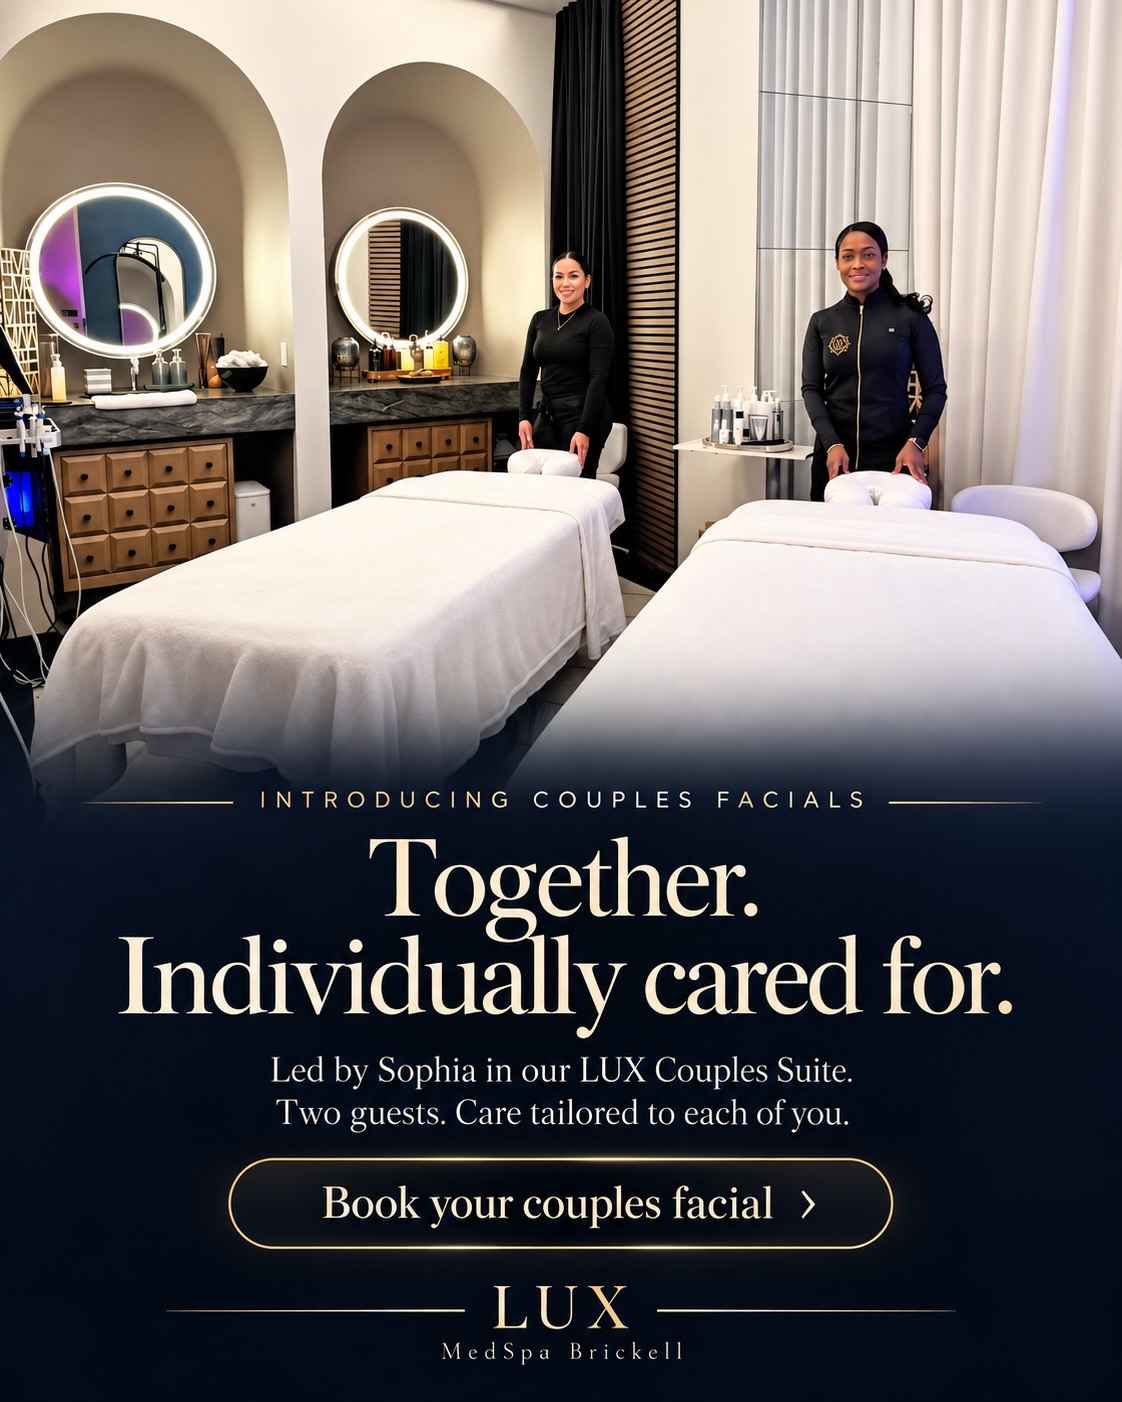 INTRODUCING COUPLES FACIALS
Together.
Individually cared for.
Led by Sophia in our LUX Couples Suite.
Two guests. Care tailored to each of you.
Book your couples facial >
LUX
MedSpa Brickell